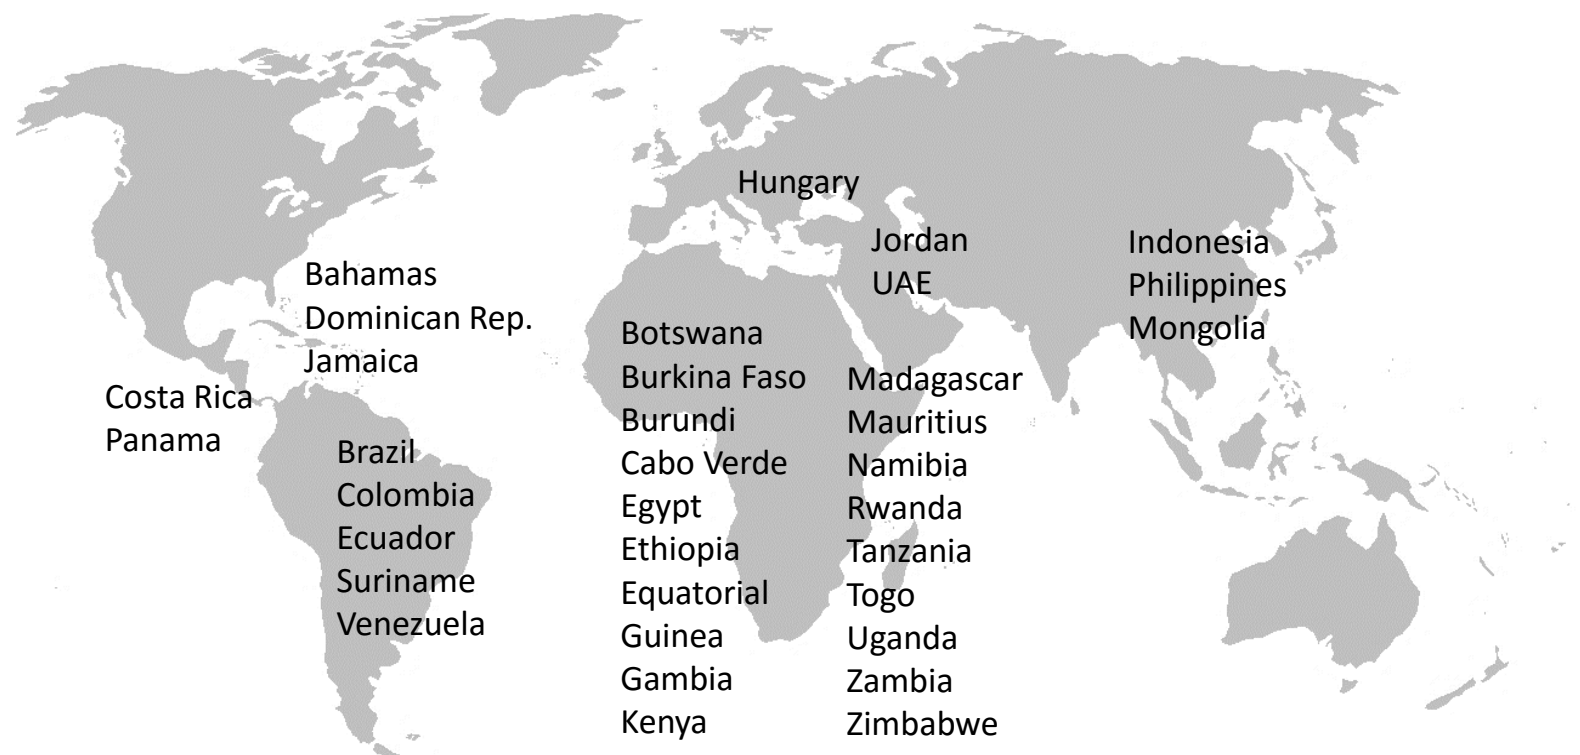 Hungary
Jordan
UAE
Indonesia
Philippines
Mongolia
Bahamas
Dominican Rep.
Jamaica
Costa Rica
Panama
Brazil
Colombia
Ecuador
Suriname
Venezuela
Botswana
Burkina Faso
Burundi
Cabo Verde
Egypt
Ethiopia
Equatorial
Guinea
Gambia
Kenya
Madagascar
Mauritius
Namibia
Rwanda
Tanzania
Togo
Uganda
Zambia
Zimbabwe